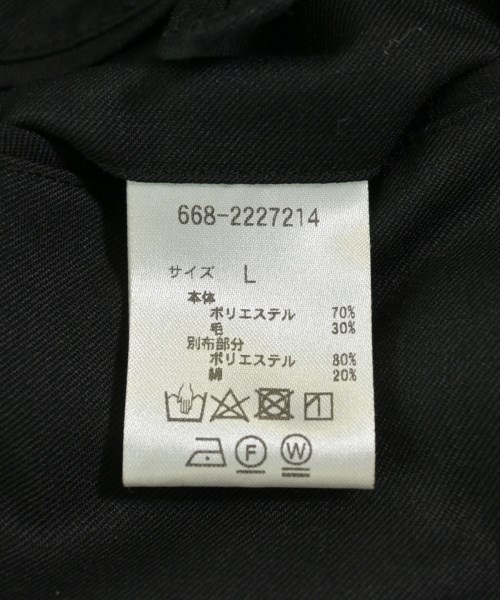 668-2227214
サイズ L
本体
ポリエステル 70%
毛 30%
別布部分
ポリエステル 80%
綿 20%
F W